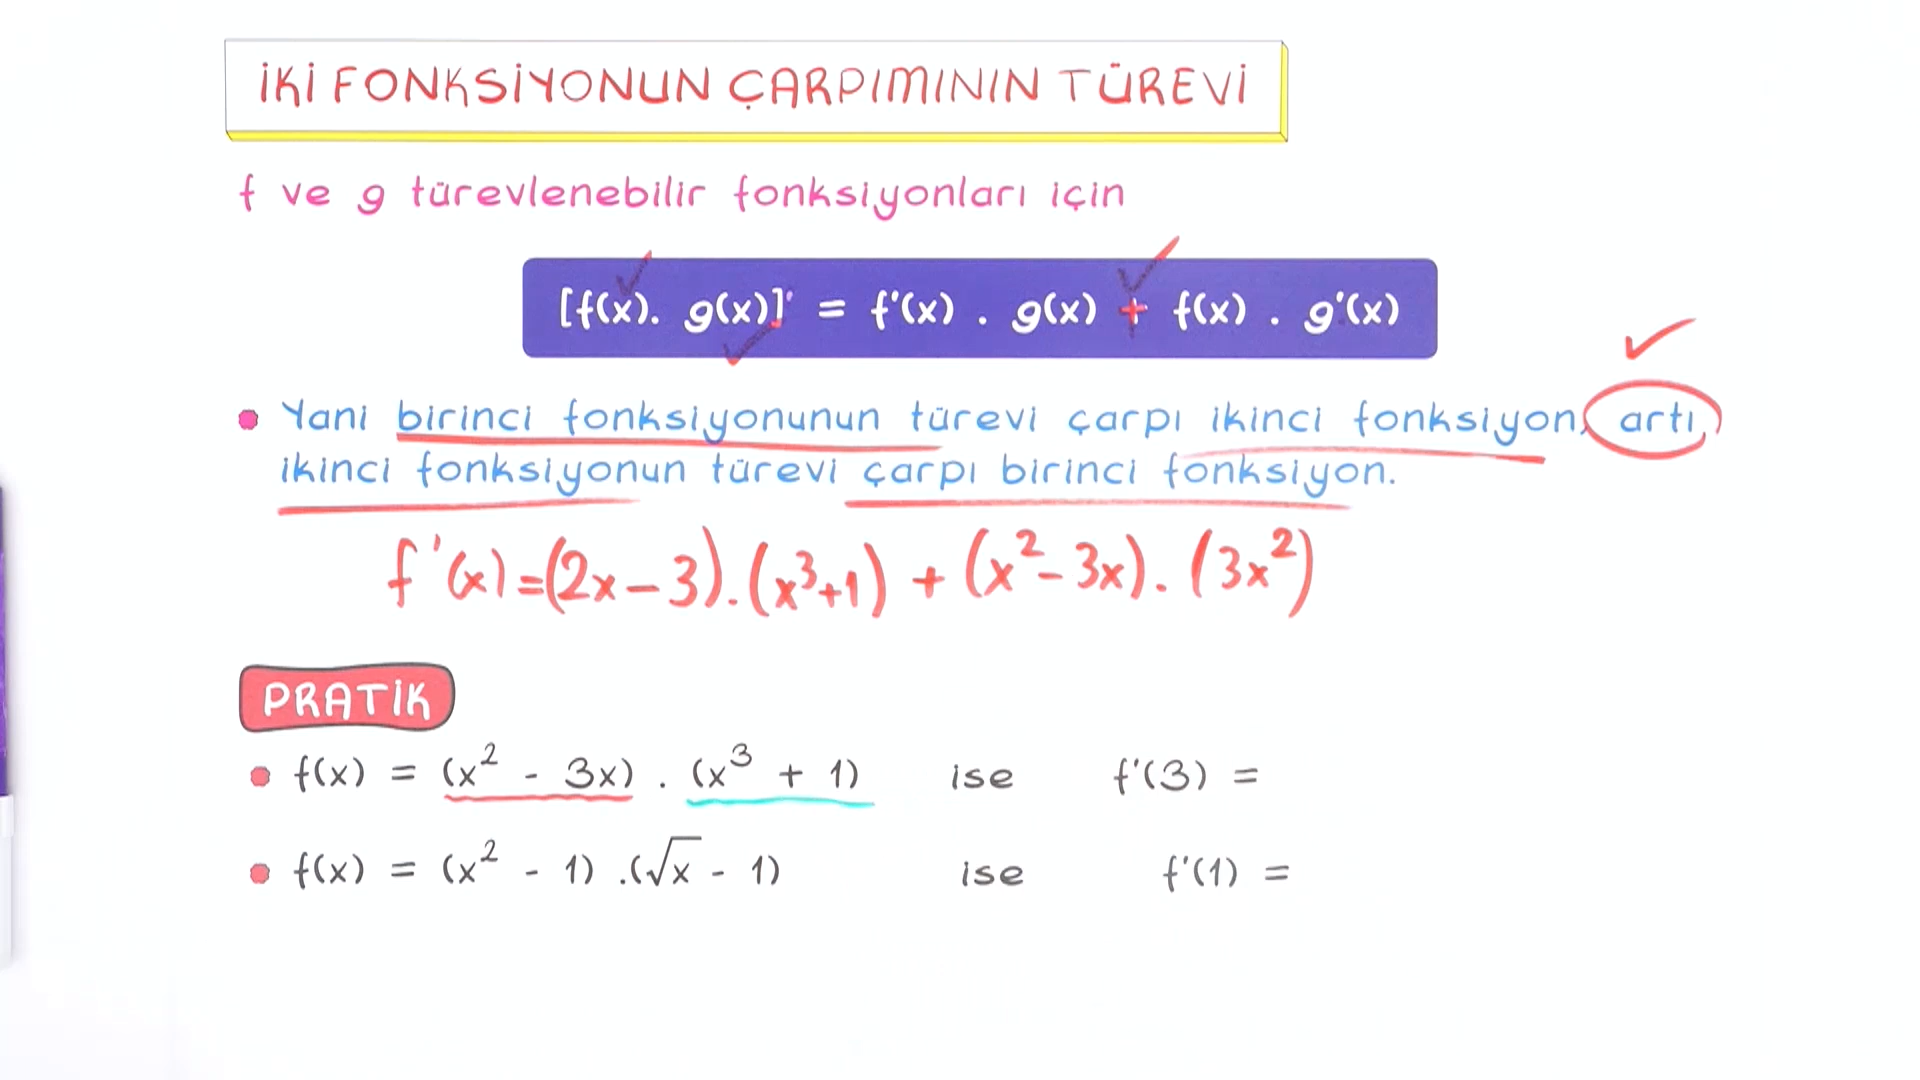 İKİ FONKSİYONUN ÇARPIMININ TÜREVİ
f ve g türevlenebilir fonksiyonları için
[f(x). g(x)]' = f'(x) . g(x) + f(x) . g'(x)
Yani birinci fonksiyonunun türevi çarpı ikinci fonksiyon, artı,
ikinci fonksiyonun türevi çarpı birinci fonksiyon.
f'(x)=(2x-3).(x³+1) + (x²-3x).(3x²)
PRATİK
f(x) = (x² - 3x) . (x³ + 1) ise f'(3) =
f(x) = (x² - 1) .(√x - 1) ise f'(1) =